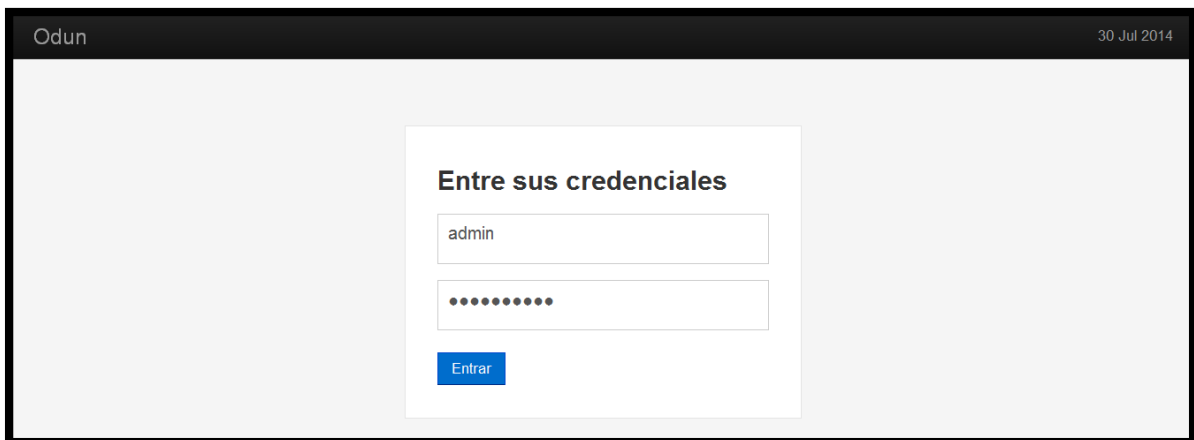 Odun
30 Jul 2014
Entre sus credenciales
admin
●●●●●●●●●●
Entrar